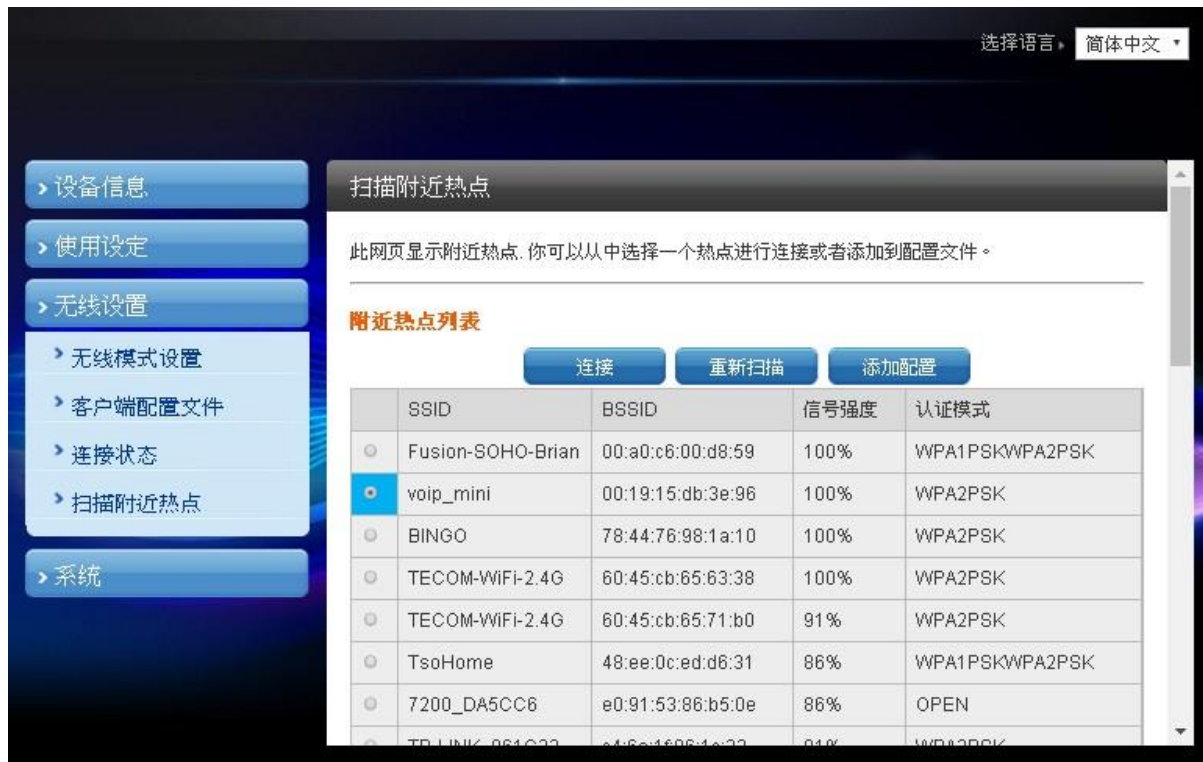 选择语言 简体中文
设备信息
使用设定
无线设置
无线模式设置
客户端配置文件
连接状态
扫描附近热点
系统
扫描附近热点
此网页显示附近热点. 你可以从中选择一个热点进行连接或者添加到配置文件。
附近热点列表
连接 重新扫描 添加配置
SSID BSSID 信号强度 认证模式
Fusion-SOHO-Brian 00:a0:c6:00:d8:59 100% WPA1PSKWPA2PSK
voip_mini 00:19:15:db:3e:96 100% WPA2PSK
BINGO 78:44:76:98:1a:10 100% WPA2PSK
TECOM-WiFi-2.4G 60:45:cb:65:63:38 100% WPA2PSK
TECOM-WiFi-2.4G 60:45:cb:65:71:b0 91% WPA2PSK
TsoHome 48:ee:0c:ed:d6:31 86% WPA1PSKWPA2PSK
7200_DA5CC6 e0:91:53:86:b5:0e 86% OPEN